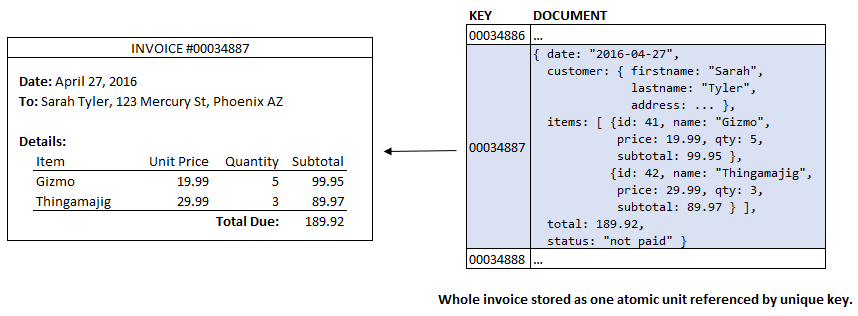 INVOICE #00034887
Date: April 27, 2016
To: Sarah Tyler, 123 Mercury St, Phoenix AZ
Details:
Item Unit Price Quantity Subtotal
Gizmo 19.99 5 99.95
Thingamajig 29.99 3 89.97
Total Due: 189.92
KEY DOCUMENT
00034886 ...
00034887
{ date: "2016-04-27",
customer: { firstname: "Sarah",
lastname: "Tyler",
address: ... },
items: [ {id: 41, name: "Gizmo",
price: 19.99, qty: 5,
subtotal: 99.95 },
{id: 42, name: "Thingamajig",
price: 29.99, qty: 3,
subtotal: 89.97 } ],
total: 189.92,
status: "not paid" }
00034888 ...
Whole invoice stored as one atomic unit referenced by unique key.